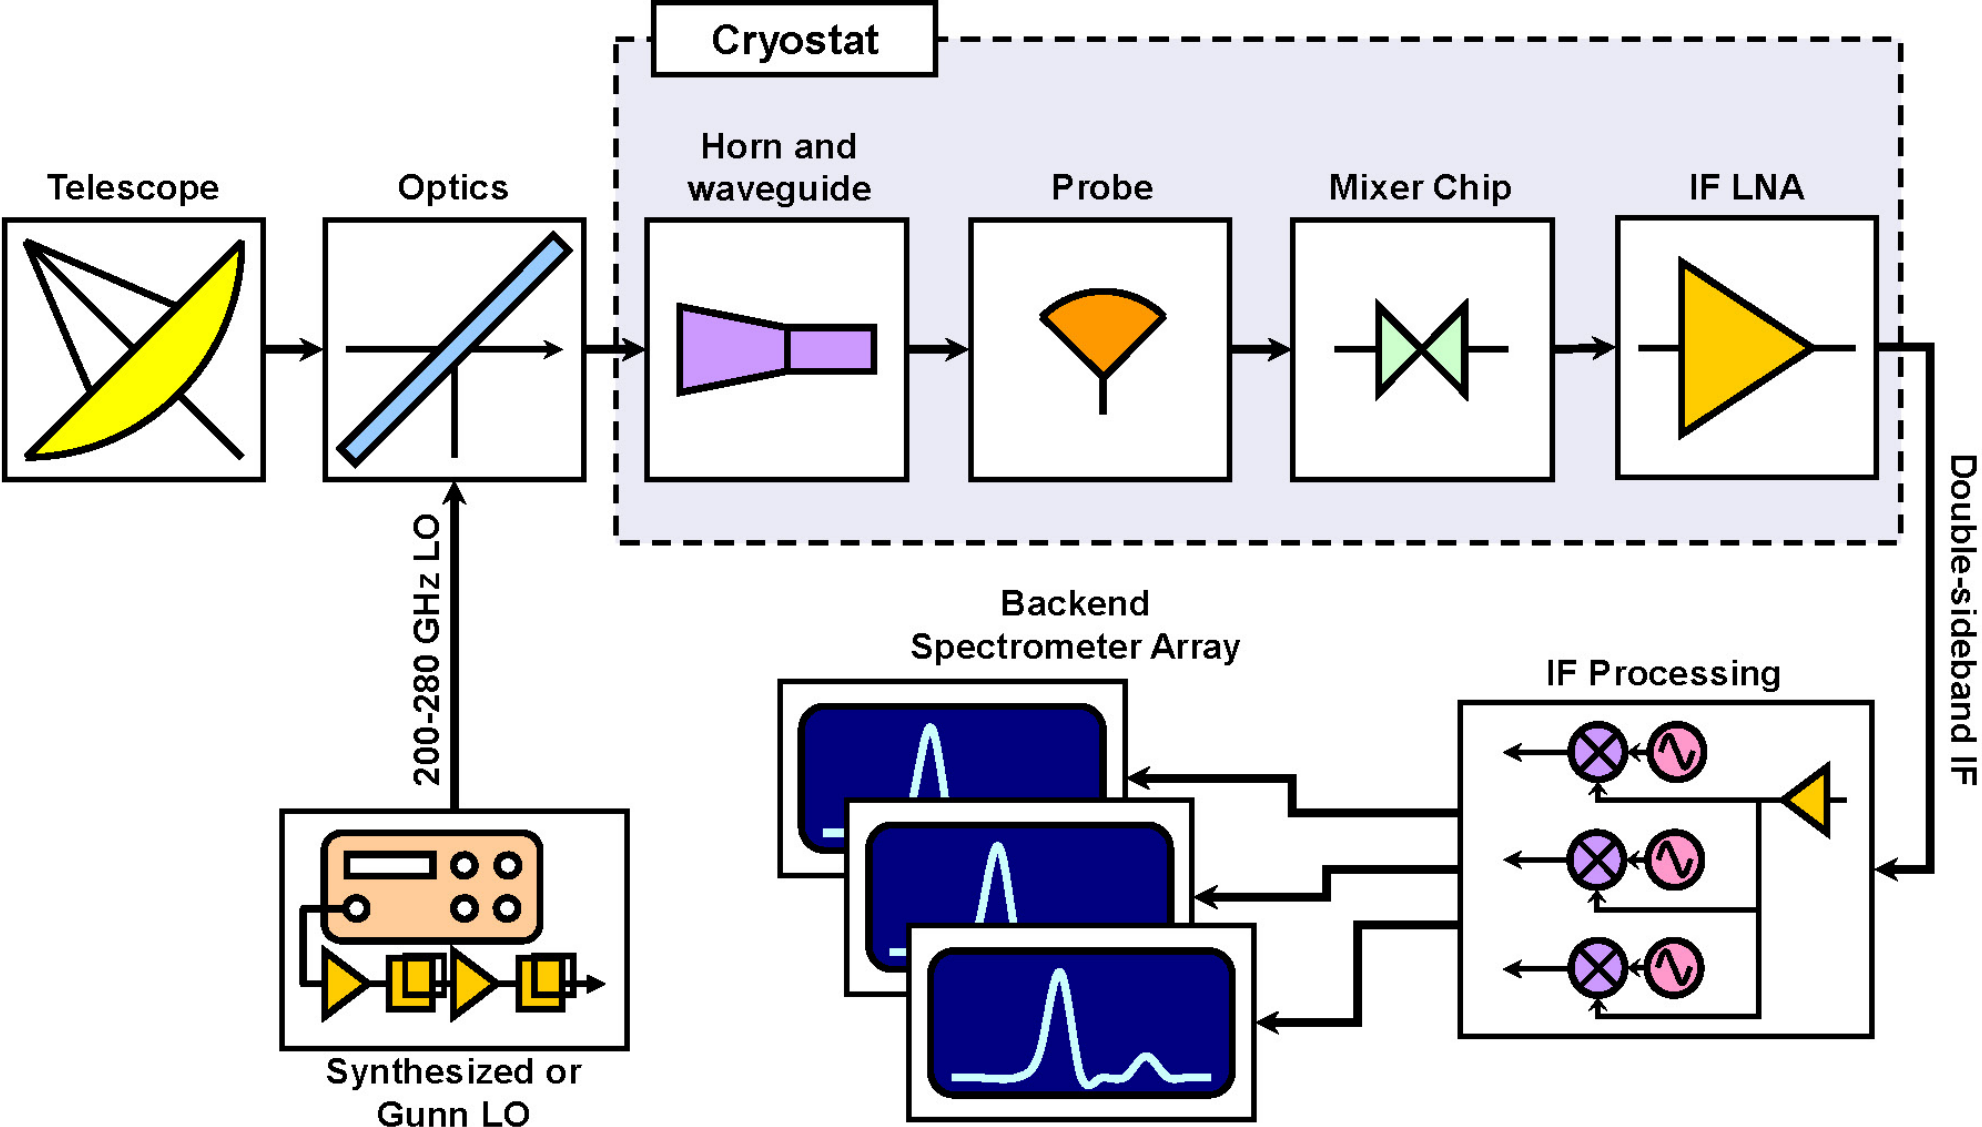 Cryostat
Horn and
waveguide
Telescope
Optics
Probe
Mixer Chip
IF LNA
200-280 GHz LO
Double-sideband IF
Backend
Spectrometer Array
IF Processing
Synthesized or
Gunn LO